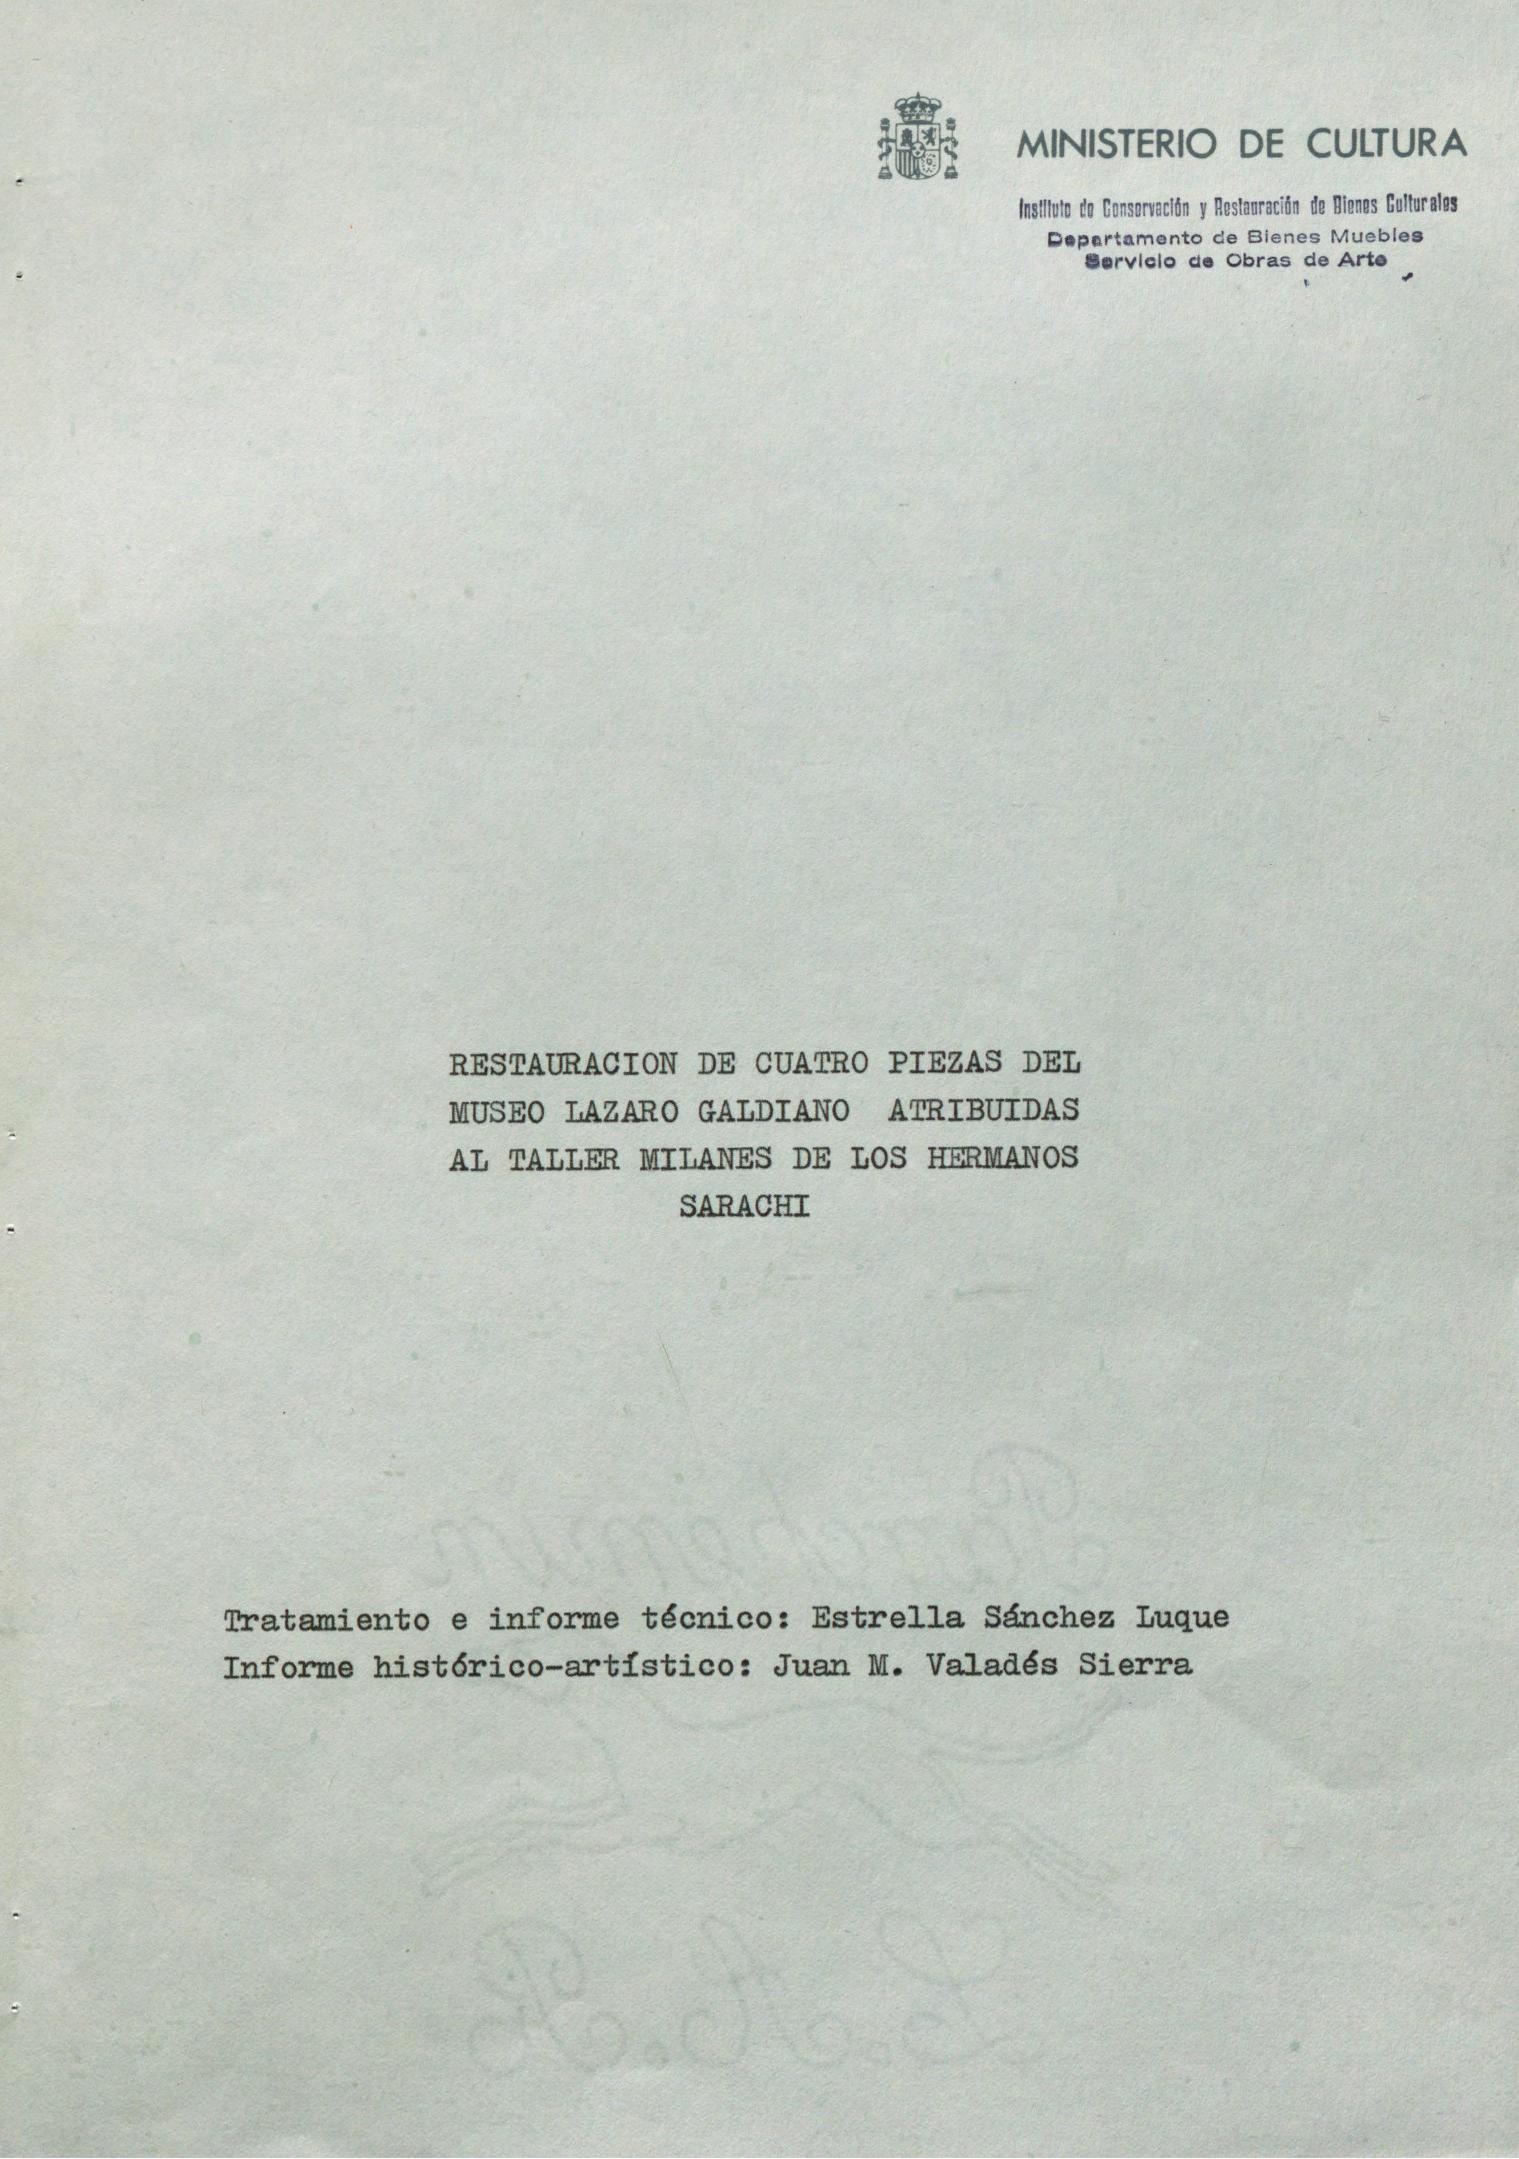 MINISTERIO DE CULTURA
Instituto de Conservación y Restauración de Bienes Culturales
Departamento de Bienes Muebles
Servicio de Obras de Arte
RESTAURACION DE CUATRO PIEZAS DEL
MUSEO LAZARO GALDIANO ATRIBUIDAS
AL TALLER MILANES DE LOS HERMANOS
SARACHI
Tratamiento e informe técnico: Estrella Sánchez Luque
Informe histórico-artístico: Juan M. Valadés Sierra